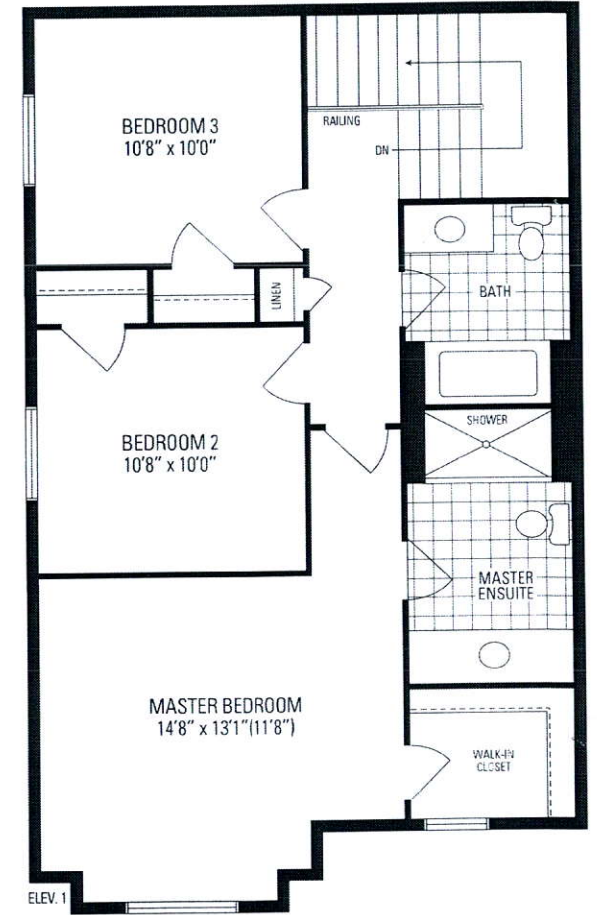 BEDROOM 3
10'8" x 10'0"
RAILING
DN
LINEN
BATH
BEDROOM 2
10'8" x 10'0"
SHOWER
MASTER
ENSUITE
MASTER BEDROOM
14'8" x 13'1"(11'8")
WALK-IN
CLOSET
ELEV. 1